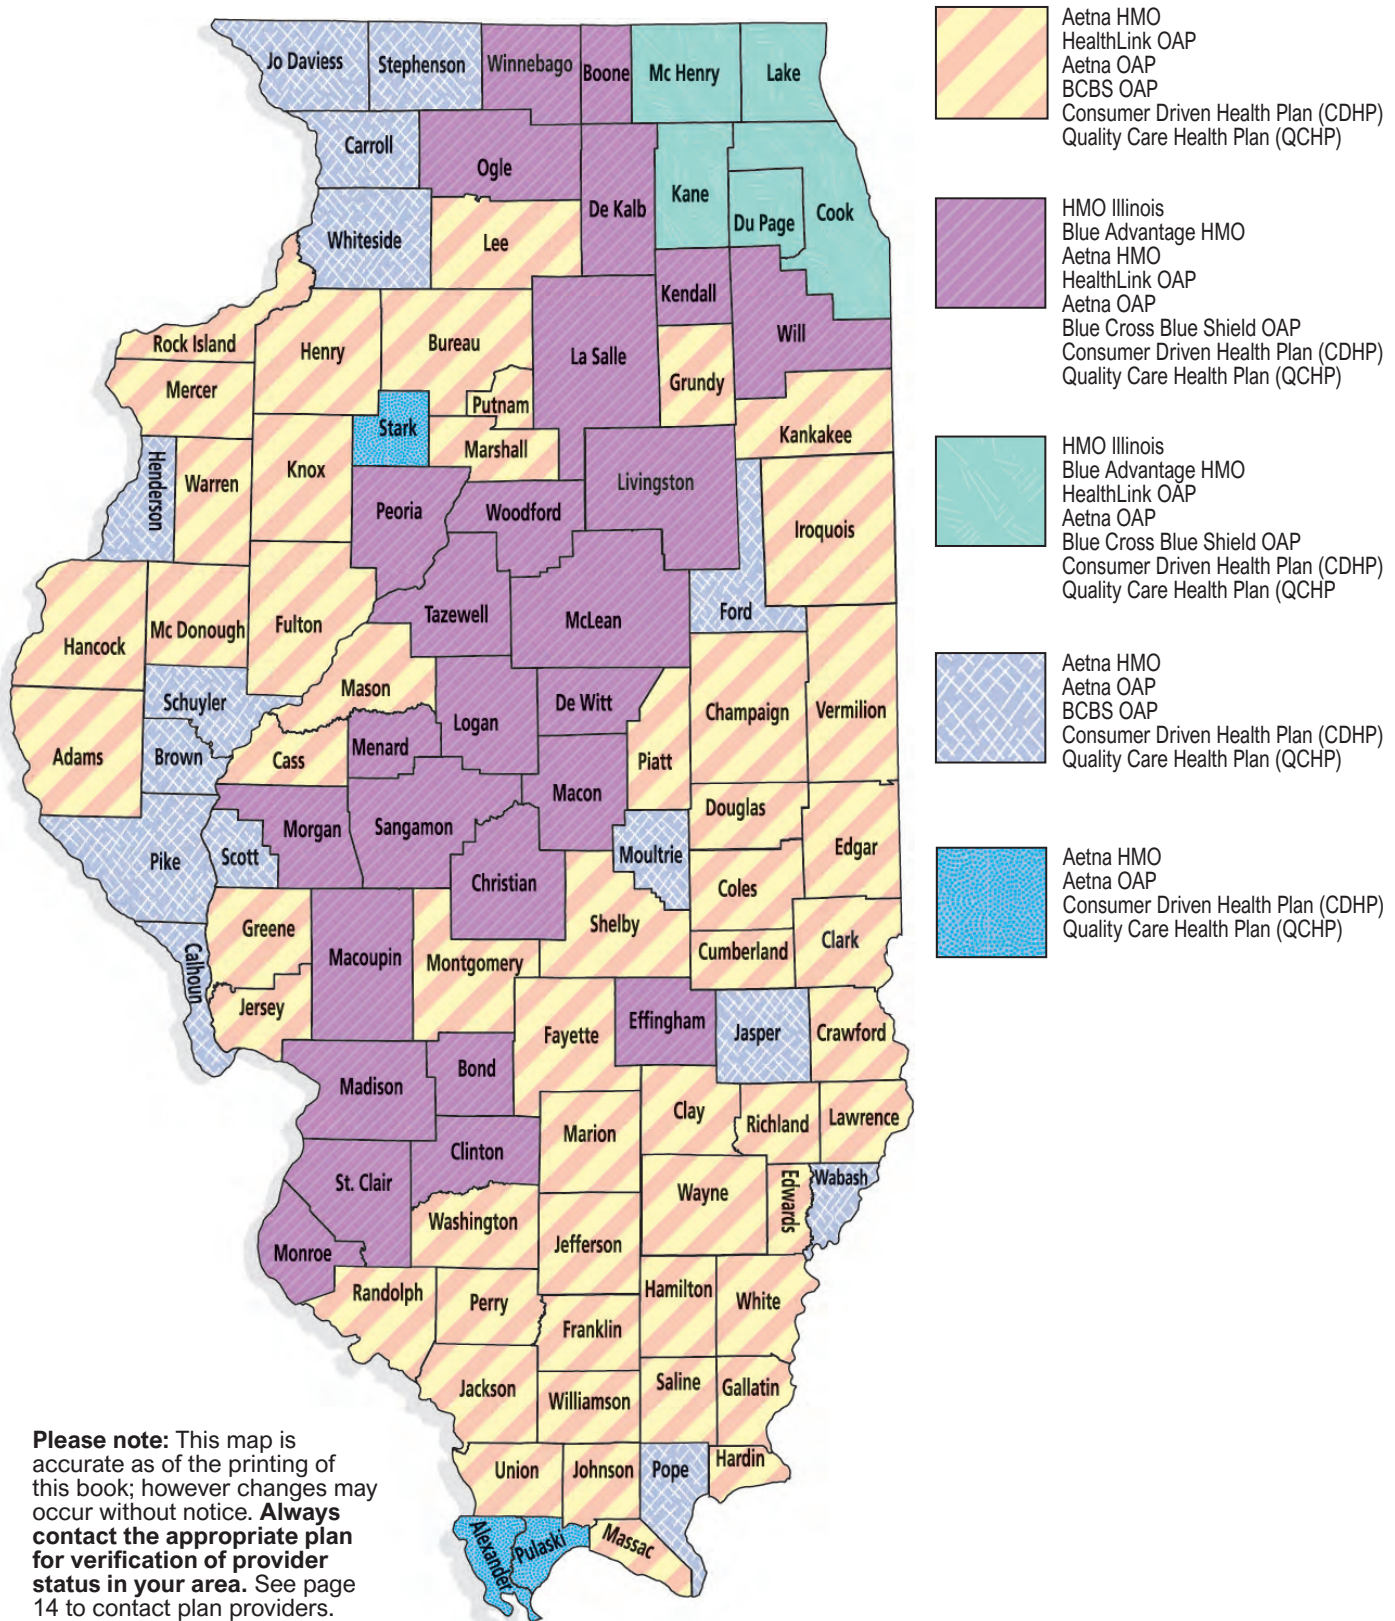 Jo Daviess
Stephenson
Winnebago
Boone
Mc Henry
Lake
Carroll
Ogle
De Kalb
Kane
Du Page
Cook
Whiteside
Lee
Kendall
Will
Rock Island
Henry
Bureau
La Salle
Grundy
Mercer
Putnam
Stark
Marshall
Kankakee
Henderson
Warren
Knox
Peoria
Woodford
Livingston
Iroquois
Ford
Hancock
Mc Donough
Fulton
Tazewell
McLean
Schuyler
Mason
Logan
De Witt
Champaign
Vermilion
Adams
Brown
Cass
Menard
Piatt
Macon
Douglas
Edgar
Pike
Scott
Morgan
Sangamon
Christian
Moultrie
Coles
Greene
Macoupin
Montgomery
Shelby
Cumberland
Clark
Calhoun
Jersey
Fayette
Effingham
Jasper
Crawford
Madison
Bond
Clay
Richland
Lawrence
Marion
Clinton
St. Clair
Wayne
Edwards
Wabash
Washington
Jefferson
Monroe
Randolph
Perry
Hamilton
White
Franklin
Jackson
Williamson
Saline
Gallatin
Union
Johnson
Pope
Hardin
Alexander
Pulaski
Massac
Aetna HMO
HealthLink OAP
Aetna OAP
BCBS OAP
Consumer Driven Health Plan (CDHP)
Quality Care Health Plan (QCHP)
HMO Illinois
Blue Advantage HMO
Aetna HMO
HealthLink OAP
Aetna OAP
Blue Cross Blue Shield OAP
Consumer Driven Health Plan (CDHP)
Quality Care Health Plan (QCHP)
HMO Illinois
Blue Advantage HMO
HealthLink OAP
Aetna OAP
Blue Cross Blue Shield OAP
Consumer Driven Health Plan (CDHP)
Quality Care Health Plan (QCHP
Aetna HMO
Aetna OAP
BCBS OAP
Consumer Driven Health Plan (CDHP)
Quality Care Health Plan (QCHP)
Aetna HMO
Aetna OAP
Consumer Driven Health Plan (CDHP)
Quality Care Health Plan (QCHP)
Please note: This map is
accurate as of the printing of
this book; however changes may
occur without notice. Always
contact the appropriate plan
for verification of provider
status in your area. See page
14 to contact plan providers.